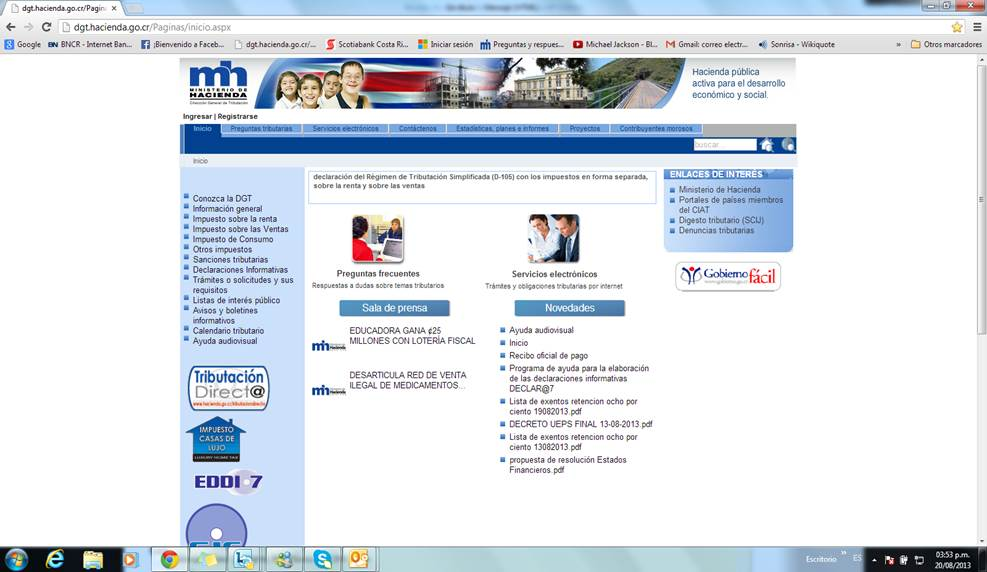 dgt.hacienda.go.cr/Pagin
dgt.hacienda.go.cr/Paginas/inicio.aspx
Google
BNCR - Internet Ban...
¡Bienvenido a Faceb...
dgt.hacienda.go.cr/...
Scotiabank Costa Ri...
Iniciar sesión
Preguntas y respues...
Michael Jackson - Bl...
Gmail: correo electr...
Sonrisa - Wikiquote
»
Otros marcadores
mh
MINISTERIO DE
HACIENDA
Dirección General de Tributación
Hacienda pública
activa para el desarrollo
económico y social.
Ingresar | Registrarse
Inicio
Preguntas tributarias
Servicios electrónicos
Contáctenos
Estadísticas, planes e informes
Proyectos
Contribuyentes morosos
buscar...
Inicio
Conozca la DGT
Información general
Impuesto sobre la renta
Impuesto sobre las Ventas
Impuesto de Consumo
Otros impuestos
Sanciones tributarias
Declaraciones Informativas
Trámites o solicitudes y sus
requisitos
Listas de interés público
Avisos y boletines
informativos
Calendario tributario
Ayuda audiovisual
Tributación
Direct@
IMPUESTO
CASAS DE
LUJO
LUXURY HOME TAX
EDDI 7
declaración del Régimen de Tributación Simplificada (D-105) con los impuestos en forma separada,
sobre la renta y sobre las ventas
Preguntas frecuentes
Respuestas a dudas sobre temas tributarios
Sala de prensa
mh
Hacienda
EDUCADORA GANA ¢25
MILLONES CON LOTERÍA FISCAL
mh
Hacienda
DESARTICULA RED DE VENTA
ILEGAL DE MEDICAMENTOS...
Servicios electrónicos
Trámites y obligaciones tributarias por internet
Novedades
Ayuda audiovisual
Inicio
Recibo oficial de pago
Programa de ayuda para la elaboración
de las declaraciones informativas
DECLAR@7
Lista de exentos retencion ocho por
ciento 19082013.pdf
DECRETO UEPS FINAL 13-08-2013.pdf
Lista de exentos retencion ocho por
ciento 13082013.pdf
propuesta de resolución Estados
Financieros.pdf
ENLACES DE INTERÉS
Ministerio de Hacienda
Portales de países miembros
del CIAT
Digesto tributario (SCIJ)
Denuncias tributarias
Gobierno
fácil
Escritorio
»
ES
03:53 p.m.
20/08/2013